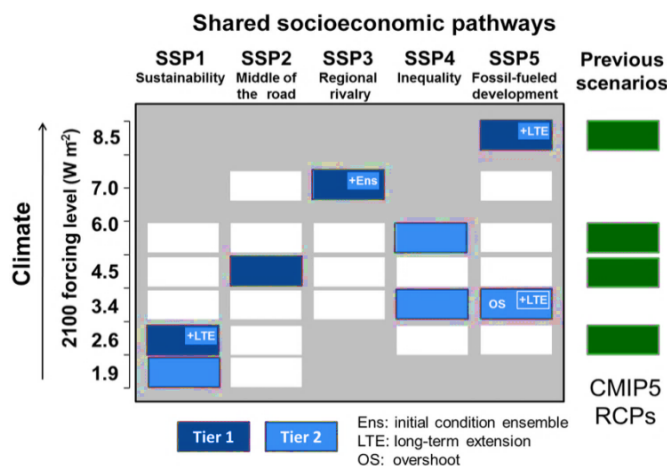 Shared socioeconomic pathways
SSP1 SSP2 SSP3 SSP4 SSP5
Sustainability Middle of the road Regional rivalry Inequality Fossil-fueled development
Previous scenarios
Climate
2100 forcing level (W m⁻²)
8.5
+LTE
7.0
+Ens
6.0
4.5
3.4
OS +LTE
2.6
+LTE
1.9
CMIP5
RCPs
Tier 1 Tier 2
Ens: initial condition ensemble
LTE: long-term extension
OS: overshoot